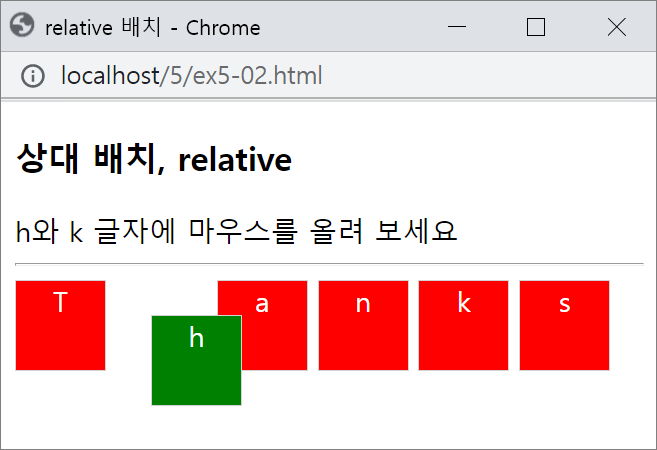 relative 배치 - Chrome
localhost/5/ex5-02.html
상대 배치, relative
h와 k 글자에 마우스를 올려 보세요
T h a n k s